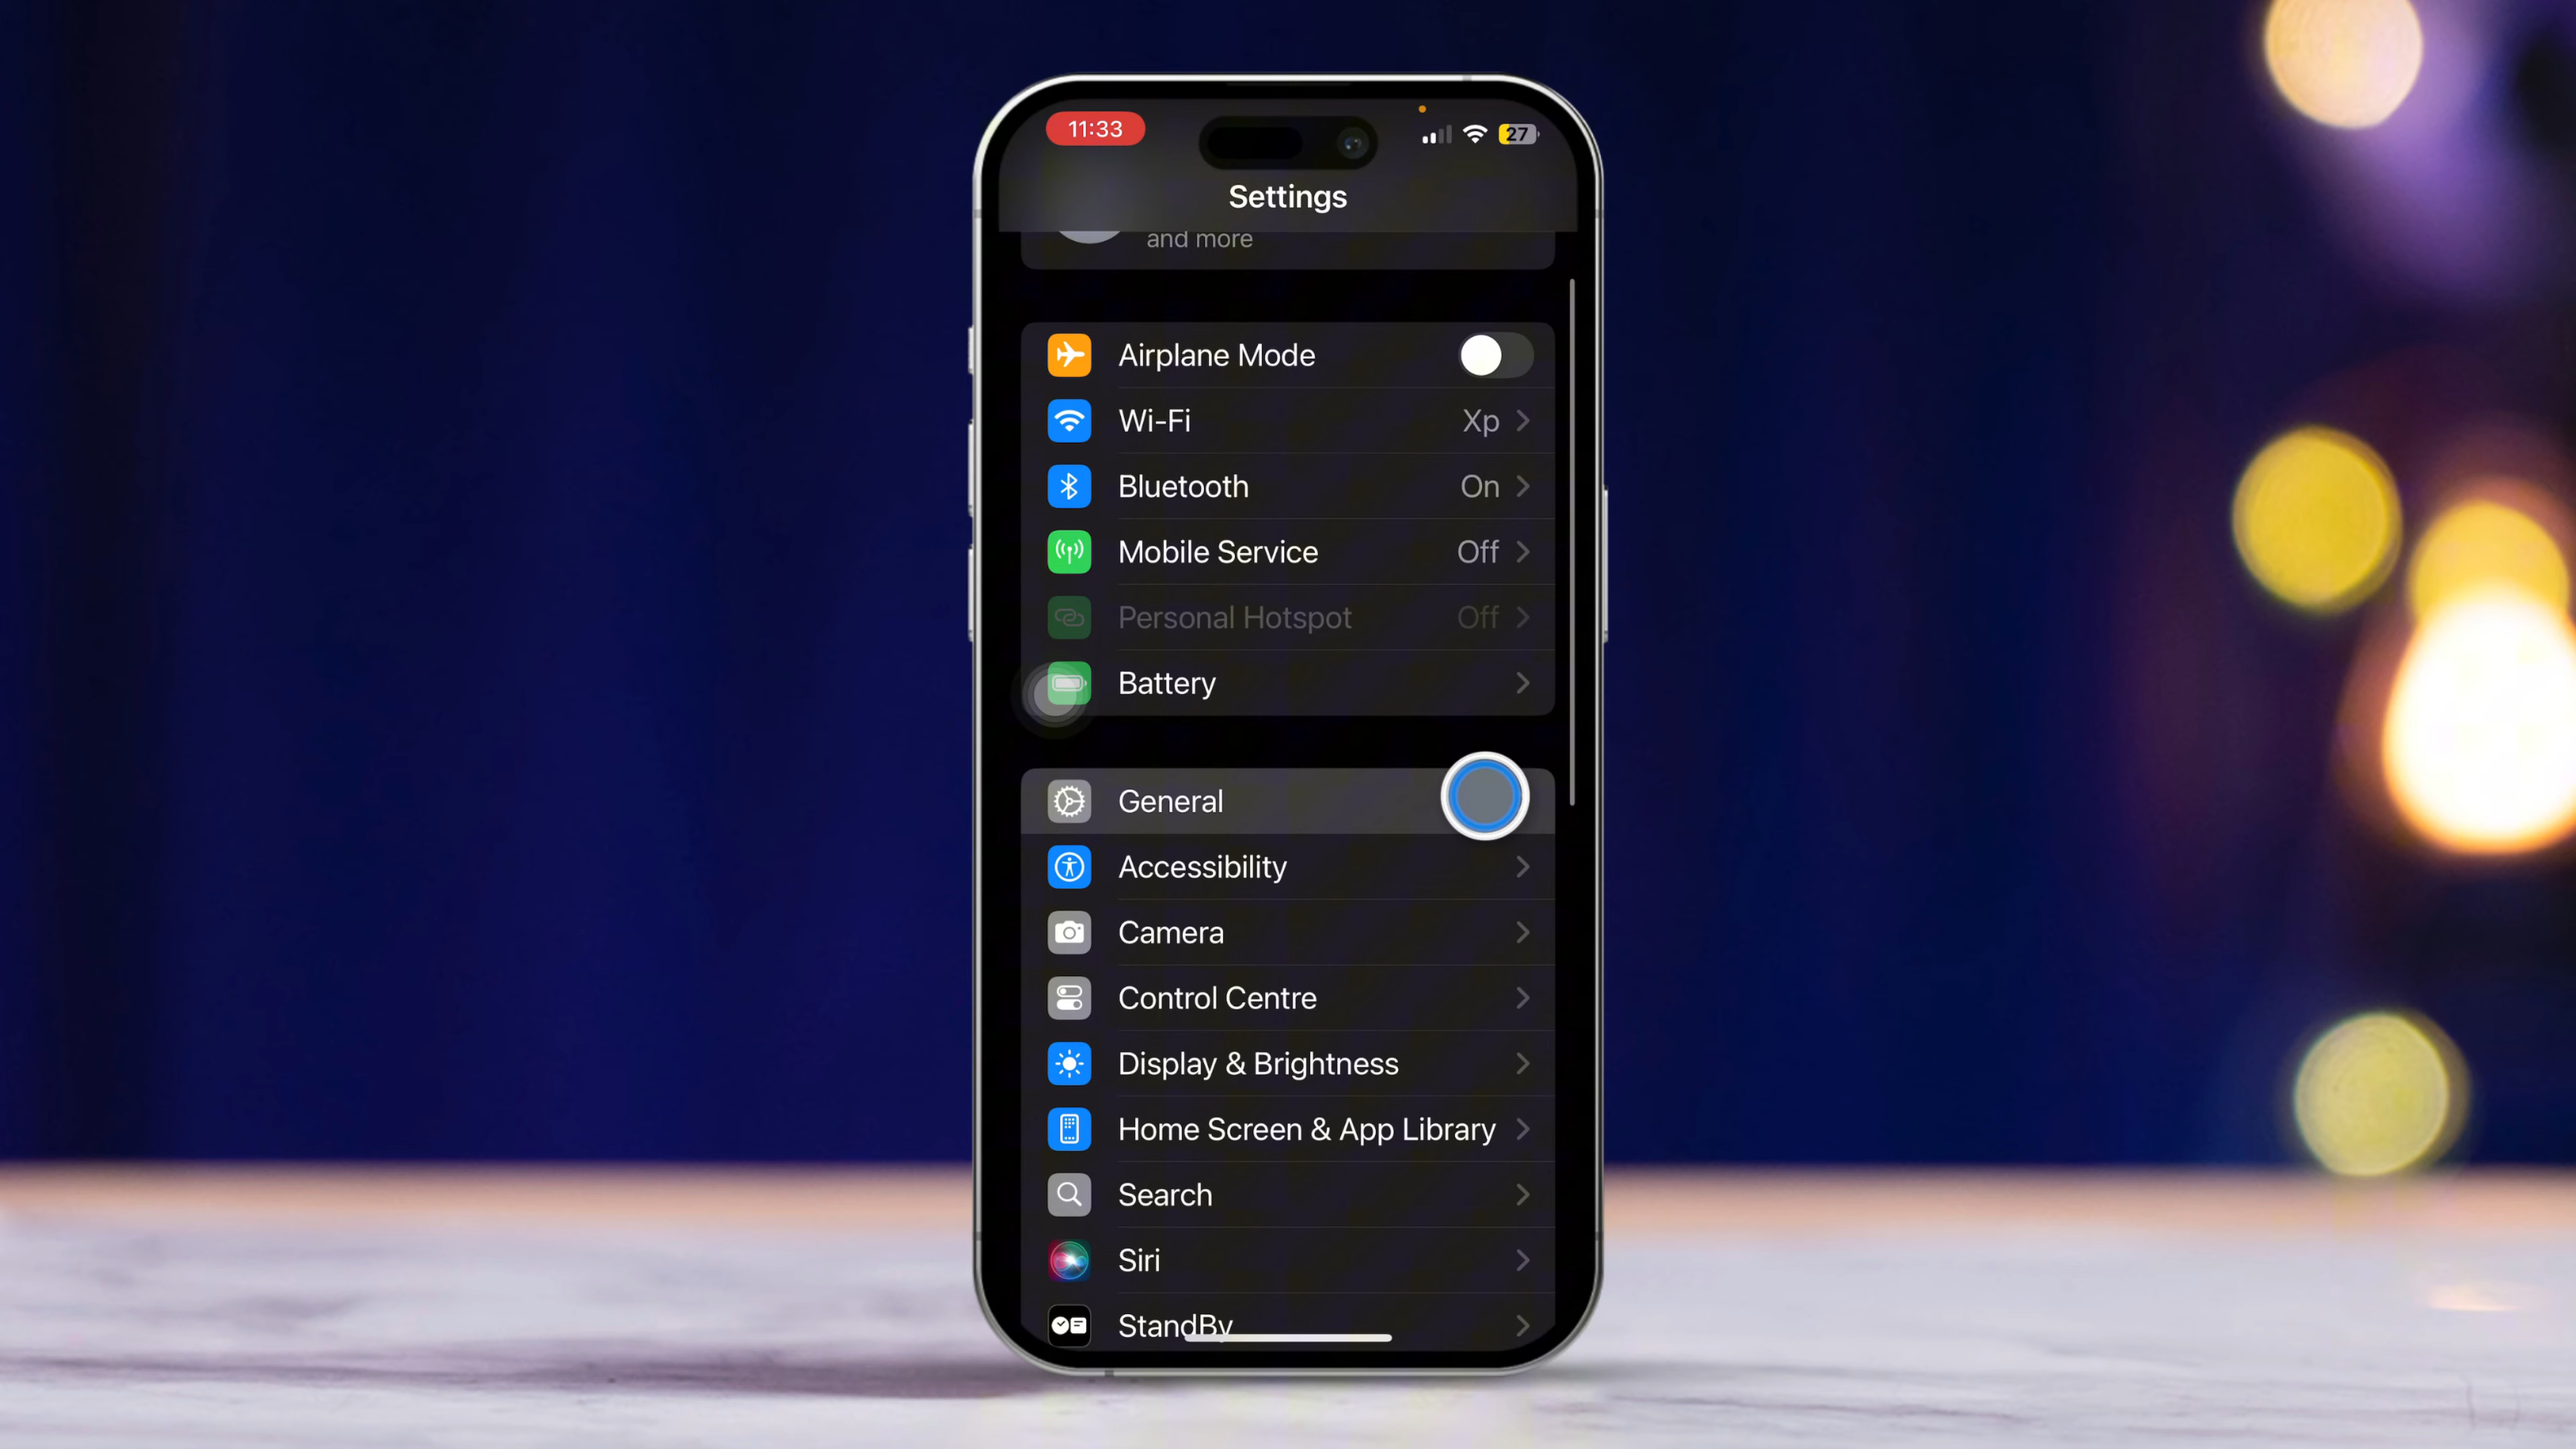 11:33
27
Settings
and more
Airplane Mode
Wi-Fi Xp
Bluetooth On
Mobile Service Off
Personal Hotspot Off
Battery
General
Accessibility
Camera
Control Centre
Display & Brightness
Home Screen & App Library
Search
Siri
StandBy